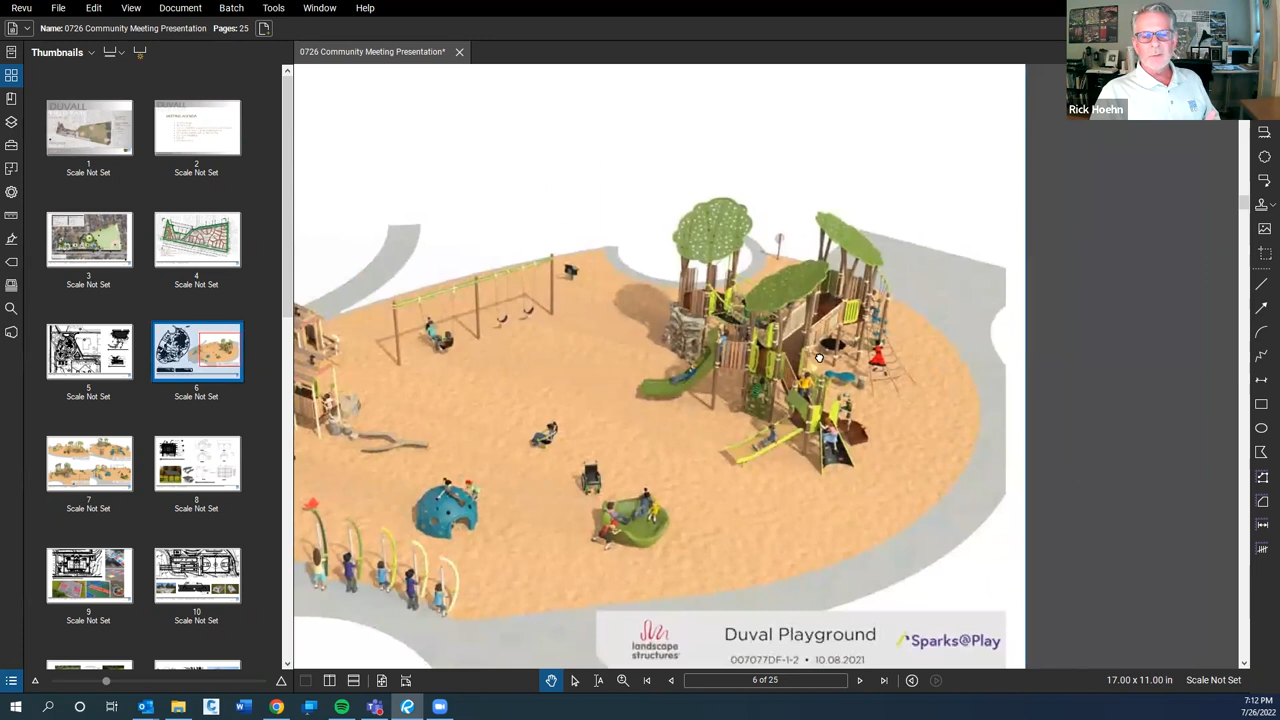 Revu File Edit View Document Batch Tools Window Help
Name: 0726 Community Meeting Presentation Pages: 25
Thumbnails
0726 Community Meeting Presentation*
Rick Hoehn
DUVALL
DUVALL
MEETING AGENDA
1
Scale Not Set
2
Scale Not Set
3
Scale Not Set
4
Scale Not Set
5
Scale Not Set
6
Scale Not Set
7
Scale Not Set
8
Scale Not Set
9
Scale Not Set
10
Scale Not Set
landscape
structures
Duval Playground
007077DF-1-2 • 10.08.2021
Sparks@Play
6 of 25
17.00 x 11.00 in
Scale Not Set
7:12 PM
7/26/2022